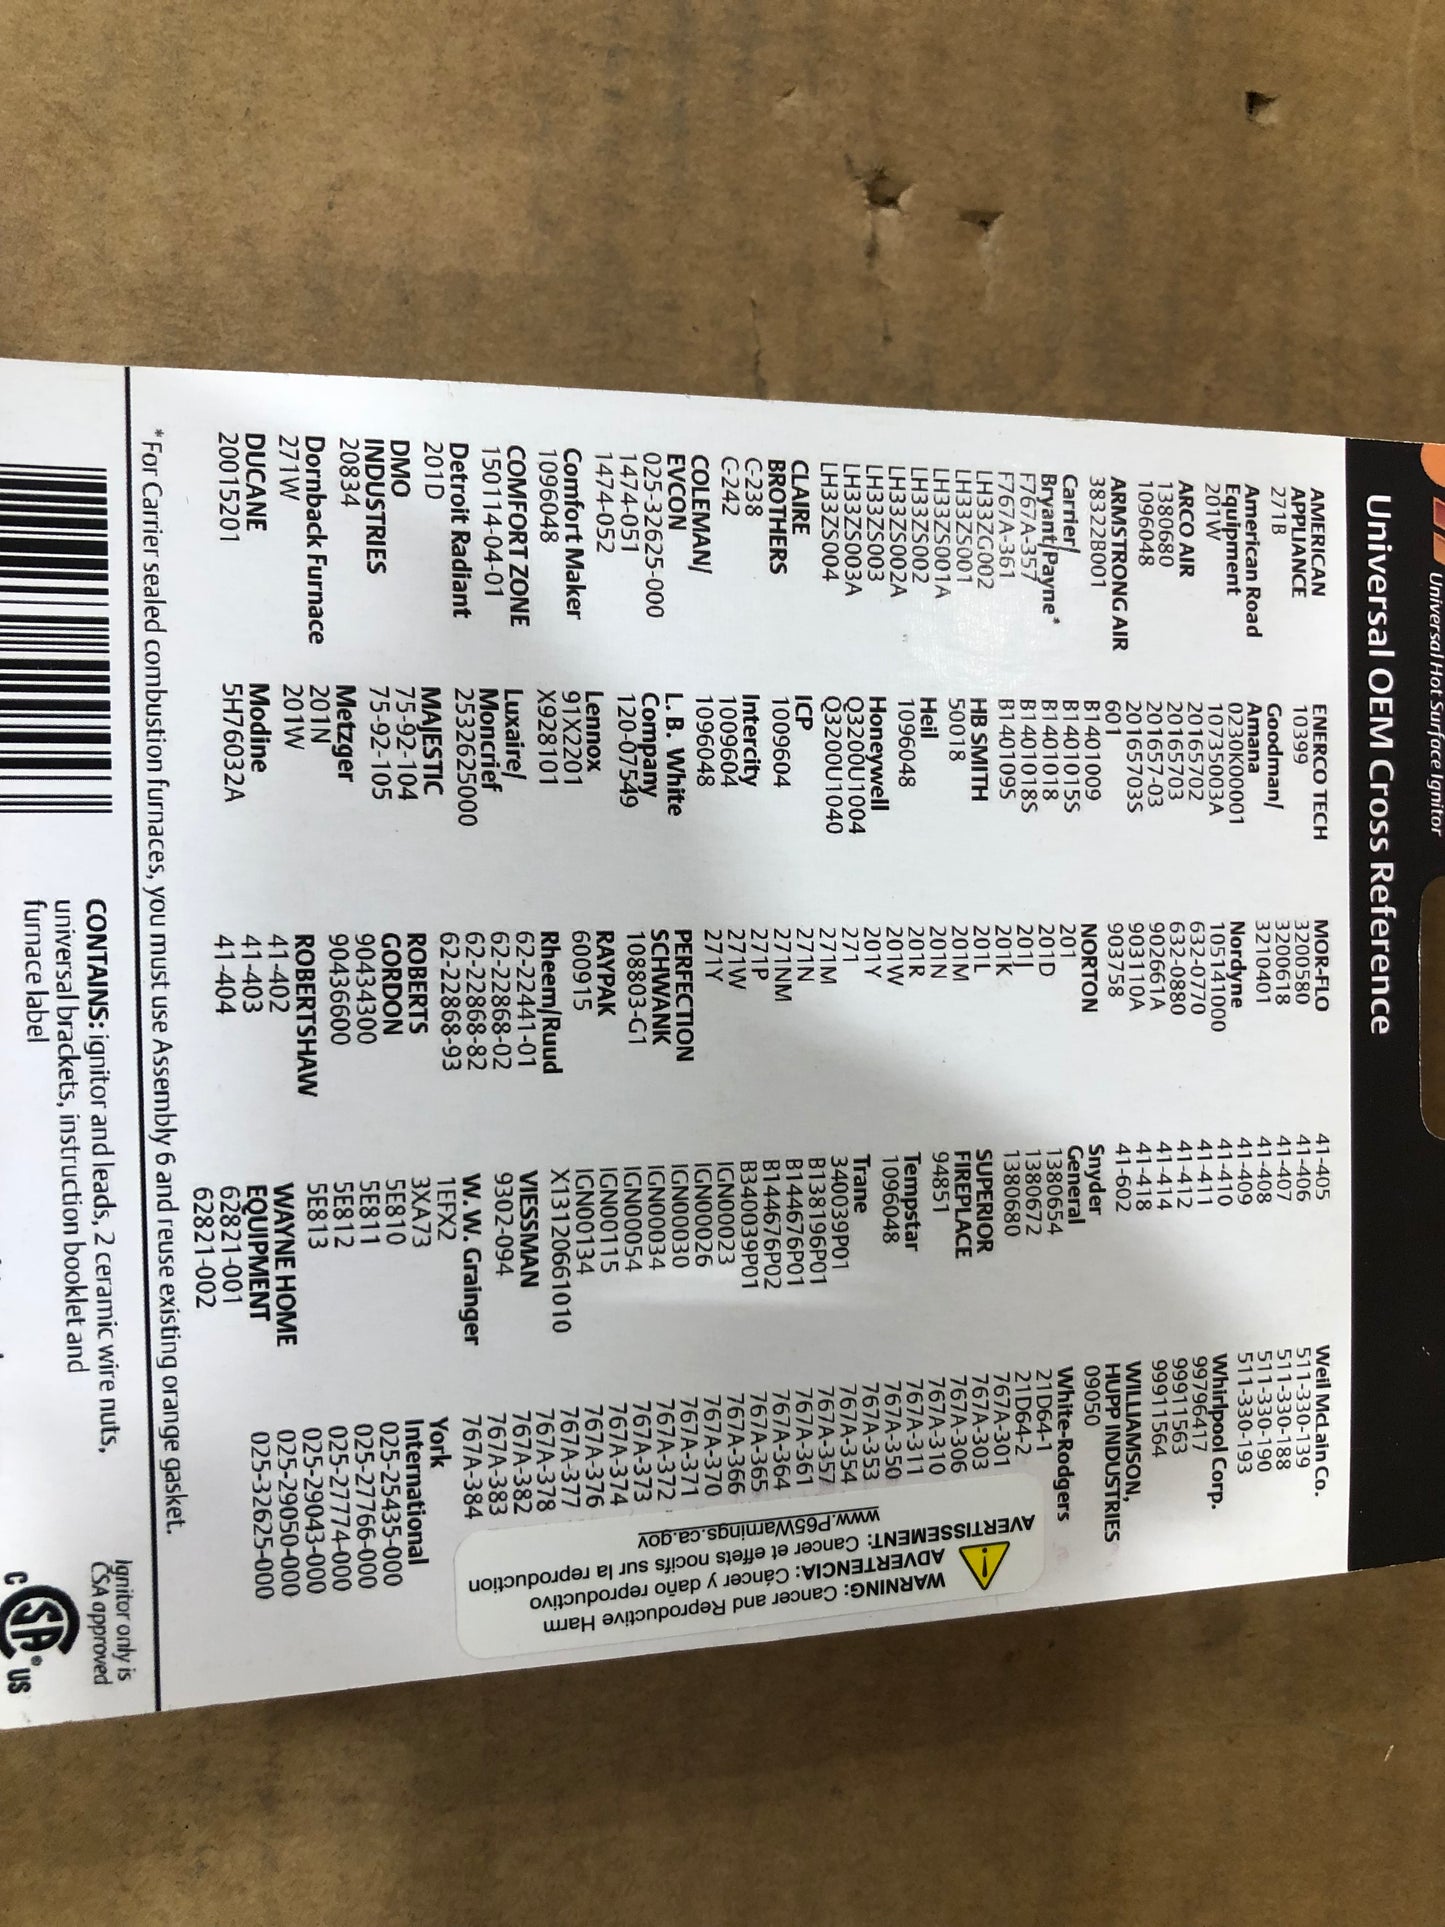 Universal Hot Surface Ignitor
Universal OEM Cross Reference
AMERICAN
APPLIANCE
271B
American Road
Equipment
201W
ARCO AIR
1380680
1096048
ARMSTRONG AIR
38322B001
Carrier/
Bryant/Payne*
F767A-357
F767A-361
LH33ZG002
LH33ZS001
LH33ZS001A
LH33ZS002
LH33ZS002A
LH33ZS003
LH33ZS003A
LH33ZS004
CLAIRE
BROTHERS
C-238
C-242
COLEMAN/
EVCON
025-32625-000
1474-051
1474-052
Comfort Maker
1096048
COMFORT ZONE
150114-04-01
Detroit Radiant
201D
DMO
INDUSTRIES
20834
Dornback Furnace
271W
DUCANE
20015201
ENERCO TECH
10399
Goodman/
Amana
0230K00001
10735003A
20165702
20165703
201657-03
20165703S
601
B1401009
B1401015S
B1401018
B1401018S
B1401095
HB SMITH
50018
Heil
1096048
Honeywell
Q3200U1004
Q3200U1040
ICP
1009604
Intercity
1009604
1096048
L. B. White
Company
120-07549
Lennox
91X2201
X928101
Luxaire/
Moncrief
2532625000
MAJESTIC
75-92-104
75-92-105
Metzger
201N
201W
Modine
5H76032A
MOR-FLO
3200580
3200618
3210401
Nordyne
105141000
632-0770
632-0880
902661A
903110A
903758
NORTON
201
201D
201J
201K
201L
201M
201N
201R
201W
201Y
271
271M
271N
271NM
271P
271W
271Y
PERFECTION
SCHWANK
108803-G1
RAYPAK
600915
Rheem/Ruud
62-22441-01
62-22868-02
62-22868-82
62-22868-93
ROBERTS
GORDON
90434300
90436600
ROBERTSHAW
41-402
41-403
41-404
41-405
41-406
41-407
41-408
41-409
41-410
41-411
41-412
41-414
41-418
41-602
Snyder
General
1380654
1380672
1380680
SUPERIOR
FIREPLACE
94851
Tempstar
1096048
Trane
340039P01
B138196P01
B144676P01
B144676P02
B340039P01
IGN00023
IGN00026
IGN00030
IGN00034
IGN00054
IGN00115
IGN00134
X13120661010
VIESSMAN
9302-094
W. W. Grainger
1EFX2
3XA73
5E810
5E811
5E812
5E813
WAYNE HOME
EQUIPMENT
62821-001
62821-002
Weil McLain Co.
511-330-139
511-330-188
511-330-190
511-330-193
Whirlpool Corp.
99796417
99911563
99911564
WILLIAMSON,
HUPP INDUSTRIES
09050
White-Rodgers
21D64-1
21D64-2
767A-301
767A-303
767A-306
767A-310
767A-311
767A-350
767A-353
767A-354
767A-357
767A-361
767A-364
767A-365
767A-366
767A-370
767A-371
767A-372
767A-373
767A-374
767A-376
767A-377
767A-378
767A-382
767A-383
767A-384
York
International
025-25435-000
025-27766-000
025-27774-000
025-29043-000
025-29050-000
025-32625-000
WARNING: Cancer and Reproductive Harm
ADVERTENCIA: Cáncer y daño reproductivo
AVERTISSEMENT: Cancer et effets nocifs sur la reproduction
www.P65Warnings.ca.gov
*For Carrier sealed combustion furnaces, you must use Assembly 6 and reuse existing orange gasket.
CONTAINS: ignitor and leads, 2 ceramic wire nuts,
universal brackets, instruction booklet and
furnace label
Ignitor only is
CSA approved
C SA® US